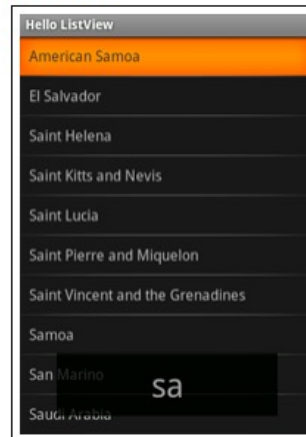 Hello ListView
American Samoa
El Salvador
Saint Helena
Saint Kitts and Nevis
Saint Lucia
Saint Pierre and Miquelon
Saint Vincent and the Grenadines
Samoa
San Marino
sa
Saudi Arabia